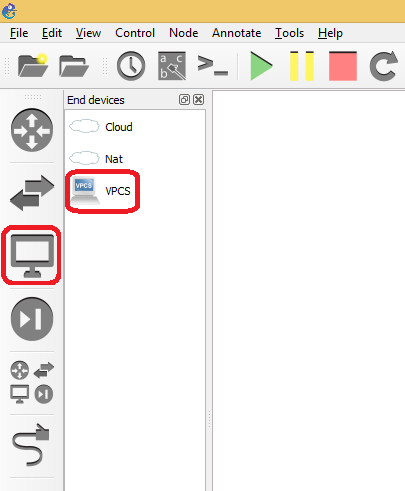 File Edit View Control Node Annotate Tools Help
a b c
End devices
Cloud
Nat
VPCS VPCS